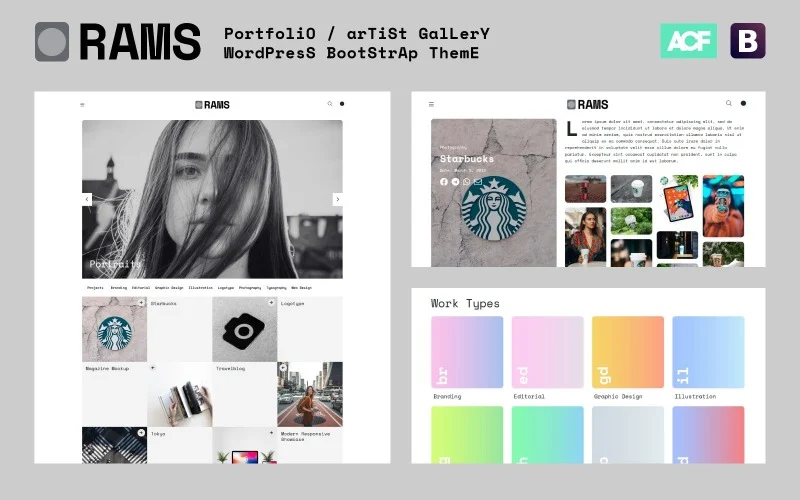 RAMS
PortfoliO / arTiSt GalLerY
WordPresS BootStrAp ThemE
ACF
B
RAMS
Portraits
Projects Branding Editorial Graphic Design Illustration Logotype Photography Typography Web Design
Starbucks
Logotype
Magazine Mockup
Travelblog
Tokyo
Modern Responsive
Showcase
RAMS
Photography
Starbucks
Date: March 5, 2023
Lorem ipsum dolor sit amet, consectetur adipiscing elit, sed do
eiusmod tempor incididunt ut labore et dolore magna aliqua. Ut enim
ad minim veniam, quis nostrud exercitation ullamco laboris nisi ut
aliquip ex ea commodo consequat. Duis aute irure dolor in
reprehenderit in voluptate velit esse cillum dolore eu fugiat nulla
pariatur. Excepteur sint occaecat cupidatat non proident, sunt in culpa
qui officia deserunt mollit anim id est laborum.
Work Types
br
ed
gd
il
Branding
Editorial
Graphic Design
Illustration